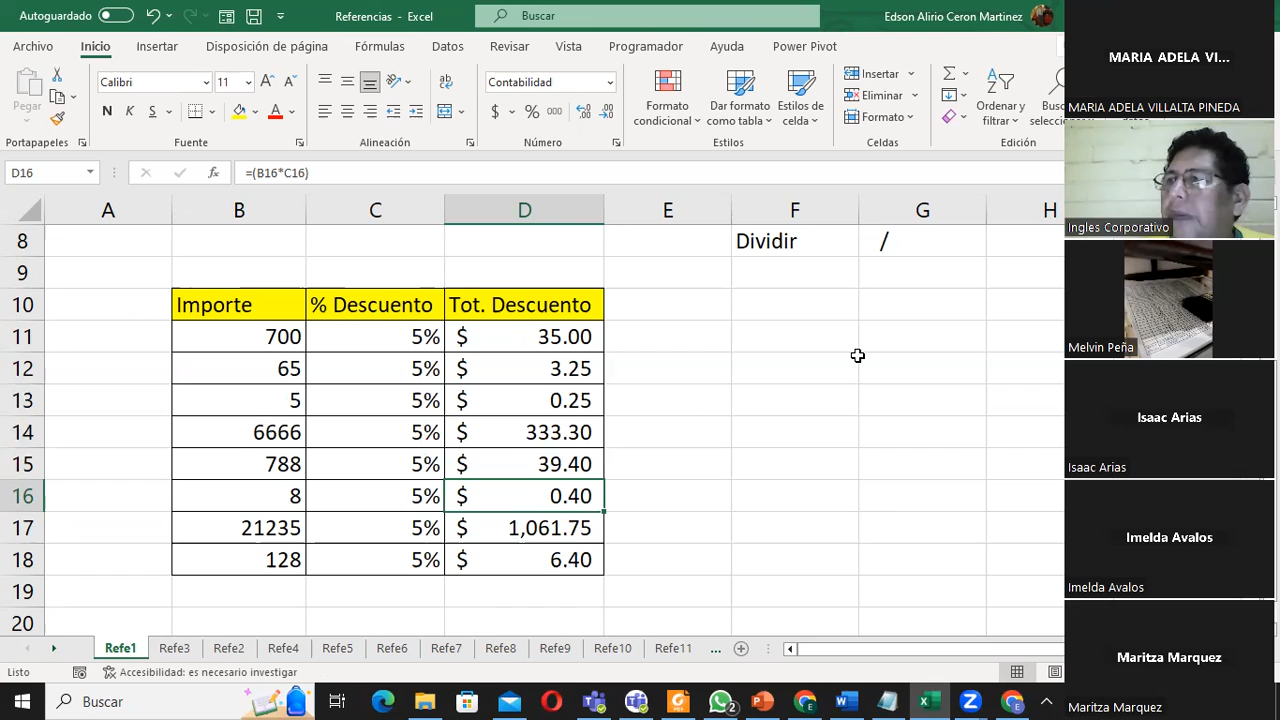 Autoguardado
Referencias - Excel
Buscar
Edson Alirio Ceron Martinez
Archivo Inicio Insertar Disposición de página Fórmulas Datos Revisar Vista Programador Ayuda Power Pivot
Pegar
Calibri 11
N K S
Contabilidad
$ % 000
Formato condicional
Dar formato como tabla
Estilos de celda
Insertar
Eliminar
Formato
Ordenar y filtrar
Portapapeles Fuente Alineación Número Estilos Celdas Edición
D16 fx =(B16*C16)
A B C D E F G H
8 Dividir /
9
10 Importe % Descuento Tot. Descuento
11 700 5% $ 35.00
12 65 5% $ 3.25
13 5 5% $ 0.25
14 6666 5% $ 333.30
15 788 5% $ 39.40
16 8 5% $ 0.40
17 21235 5% $ 1,061.75
18 128 5% $ 6.40
19
20
Refe1 Refe3 Refe2 Refe4 Refe5 Refe6 Refe7 Refe8 Refe9 Refe10 Refe11 ...
Listo Accesibilidad: es necesario investigar
Buscar
2
MARIA ADELA VI...
MARIA ADELA VILLALTA PINEDA
Ingles Corporativo
Melvin Peña
Isaac Arias
Isaac Arias
Imelda Avalos
Imelda Avalos
Maritza Marquez
Maritza Marquez